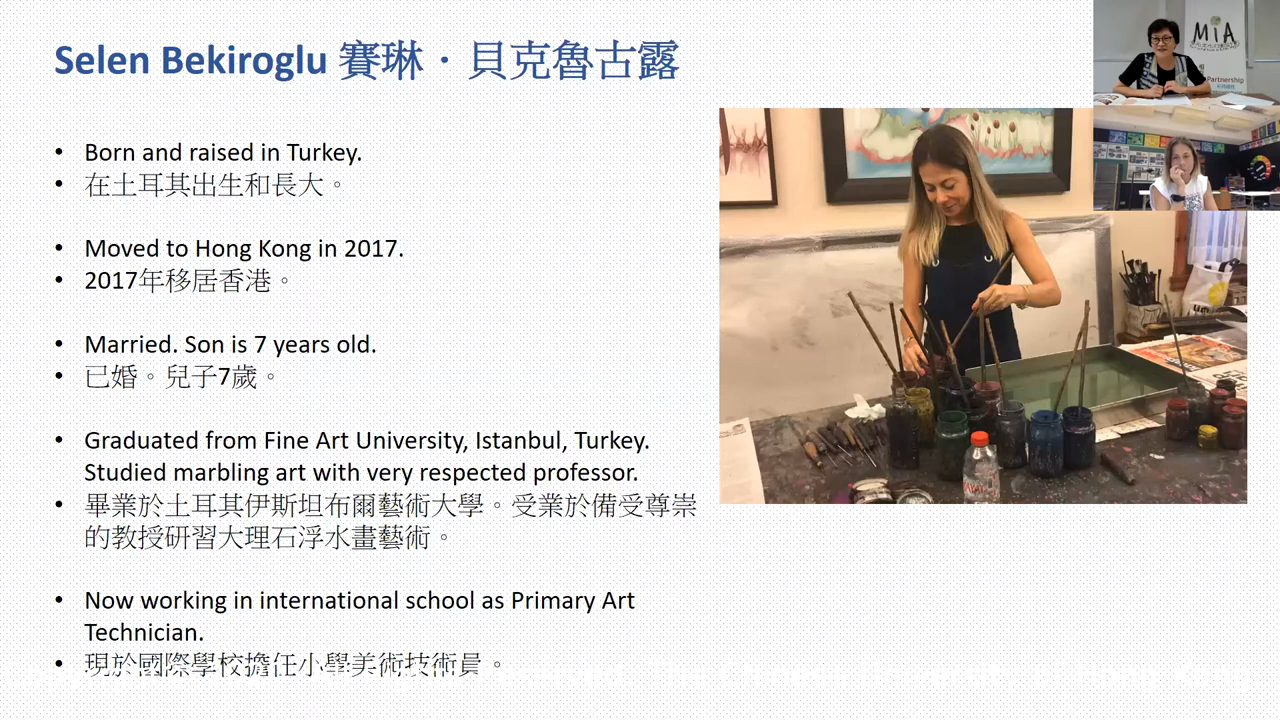 Selen Bekiroglu 賽琳．貝克魯古露
MiA
Partnership
• Born and raised in Turkey.
• 在土耳其出生和長大。
• Moved to Hong Kong in 2017.
• 2017年移居香港。
• Married. Son is 7 years old.
• 已婚。兒子7歲。
• Graduated from Fine Art University, Istanbul, Turkey.
Studied marbling art with very respected professor.
• 畢業於土耳其伊斯坦布爾藝術大學。受業於備受尊崇
的教授研習大理石浮水畫藝術。
• Now working in international school as Primary Art
Technician.
• 現於國際學校擔任小學美術技術員。